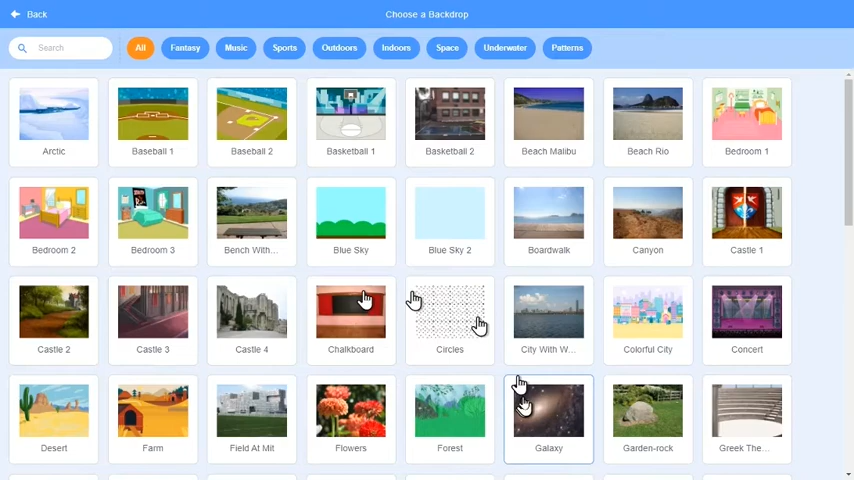 Back
Choose a Backdrop
Search
All Fantasy Music Sports Outdoors Indoors Space Underwater Patterns
Arctic Baseball 1 Baseball 2 Basketball 1 Basketball 2 Beach Malibu Beach Rio Bedroom 1
Bedroom 2 Bedroom 3 Bench With... Blue Sky Blue Sky 2 Boardwalk Canyon Castle 1
Castle 2 Castle 3 Castle 4 Chalkboard Circles City With W... Colorful City Concert
Desert Farm Field At Mit Flowers Forest Galaxy Garden-rock Greek The...